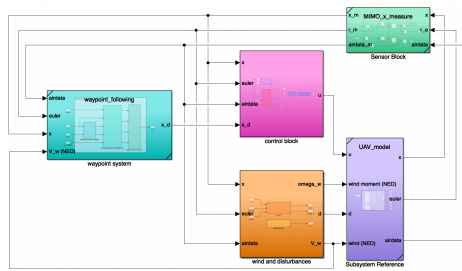 MIMO_x_measure
x_m
x
r_m
r_e
airdata_m
airdata
Sensor Block
waypoint_following
airdata
euler
x
V_w (NED)
x_d
waypoint system
x
euler
airdata
x_d
u
control block
UAV_model
u
wind moment (NED)
d
wind (NED)
x
euler
airdata
Subsystem Reference
x
euler
airdata
omega_w
d
V_w
wind and disturbances